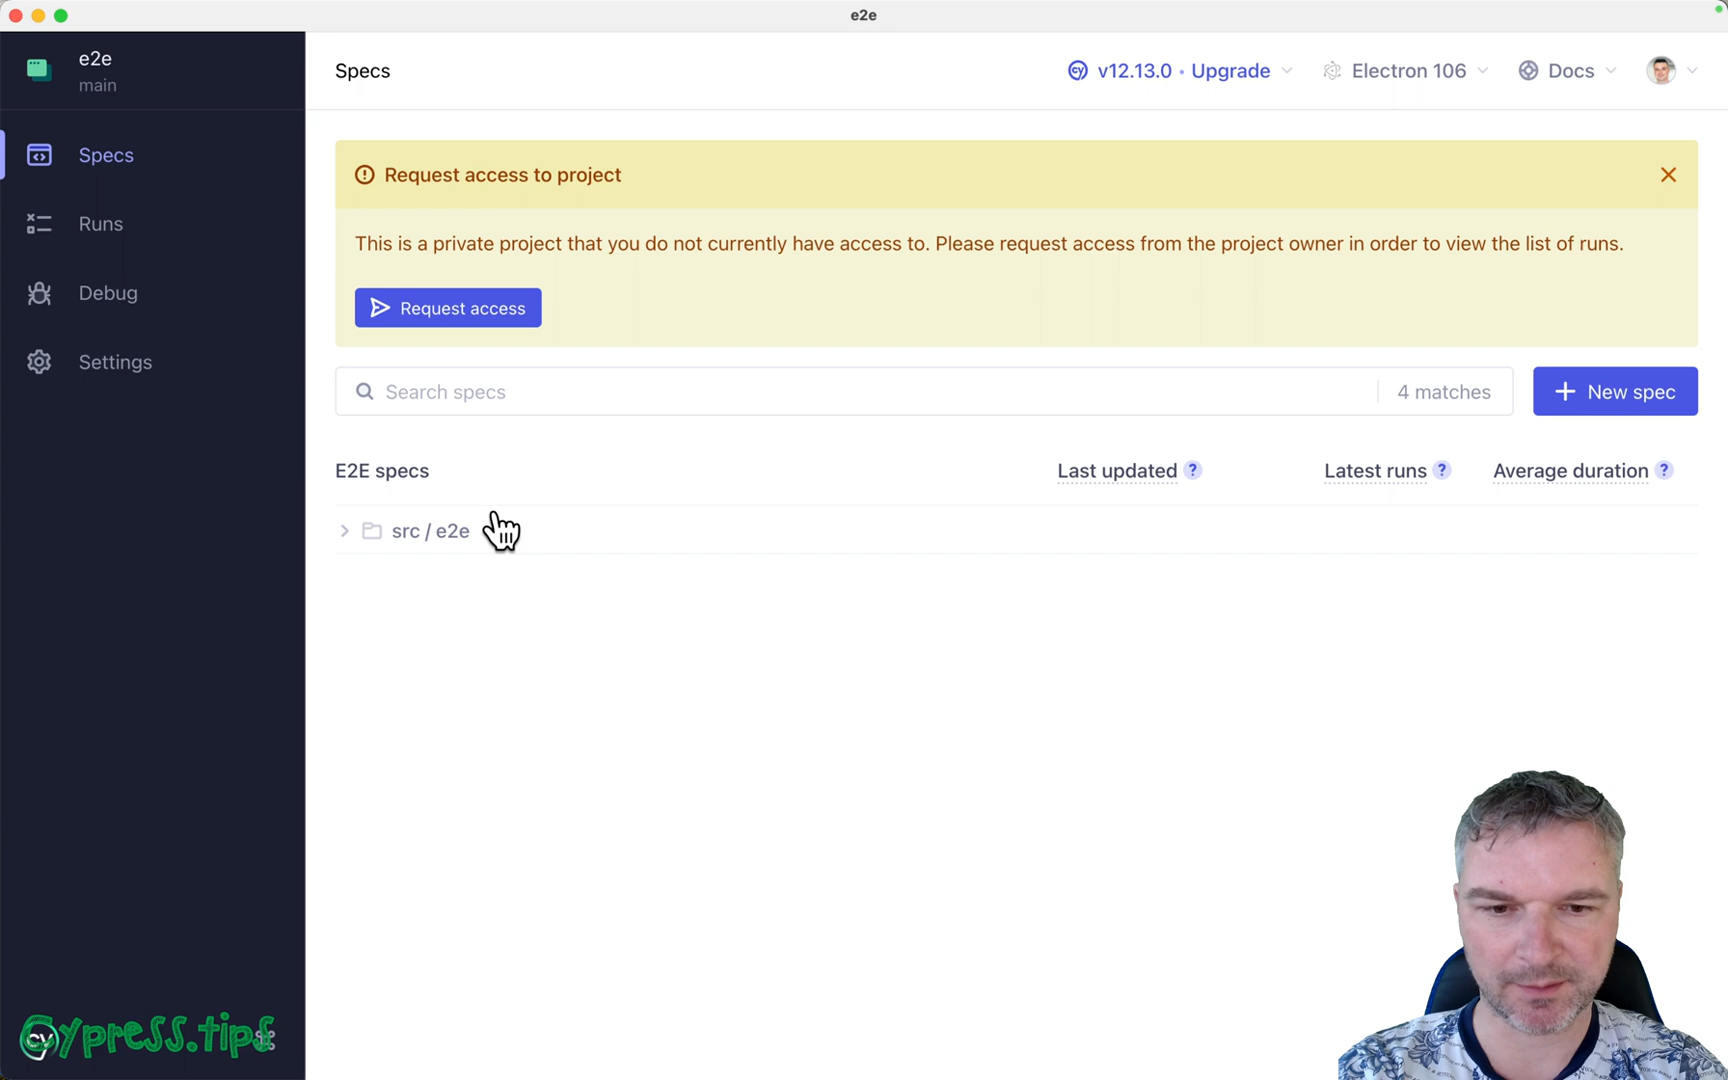 e2e
e2e
main
Specs
v12.13.0 • Upgrade
Electron 106
Docs
Specs
Runs
Debug
Settings
Request access to project
This is a private project that you do not currently have access to. Please request access from the project owner in order to view the list of runs.
Request access
Search specs
4 matches
+ New spec
E2E specs
Last updated ?
Latest runs ?
Average duration ?
src / e2e
cy
Cypress.tips